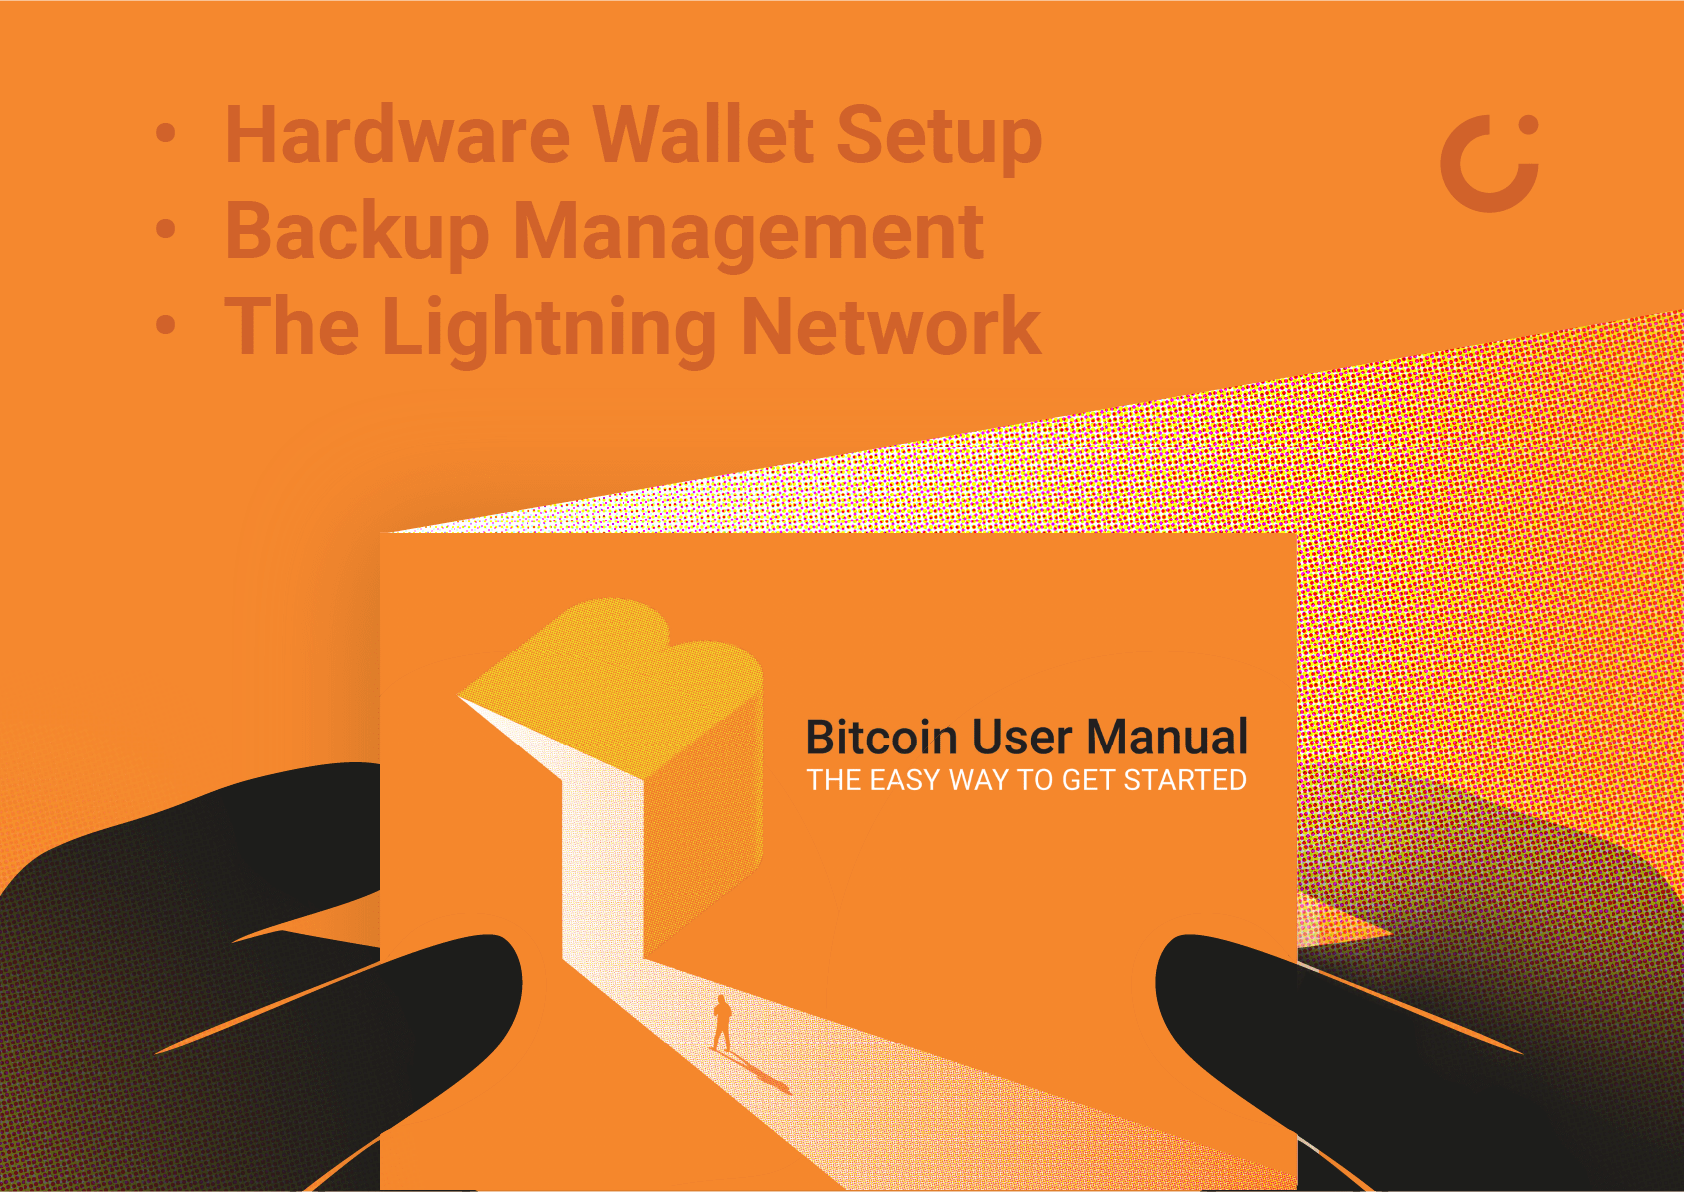 • Hardware Wallet Setup
• Backup Management
• The Lightning Network
Bitcoin User Manual
THE EASY WAY TO GET STARTED